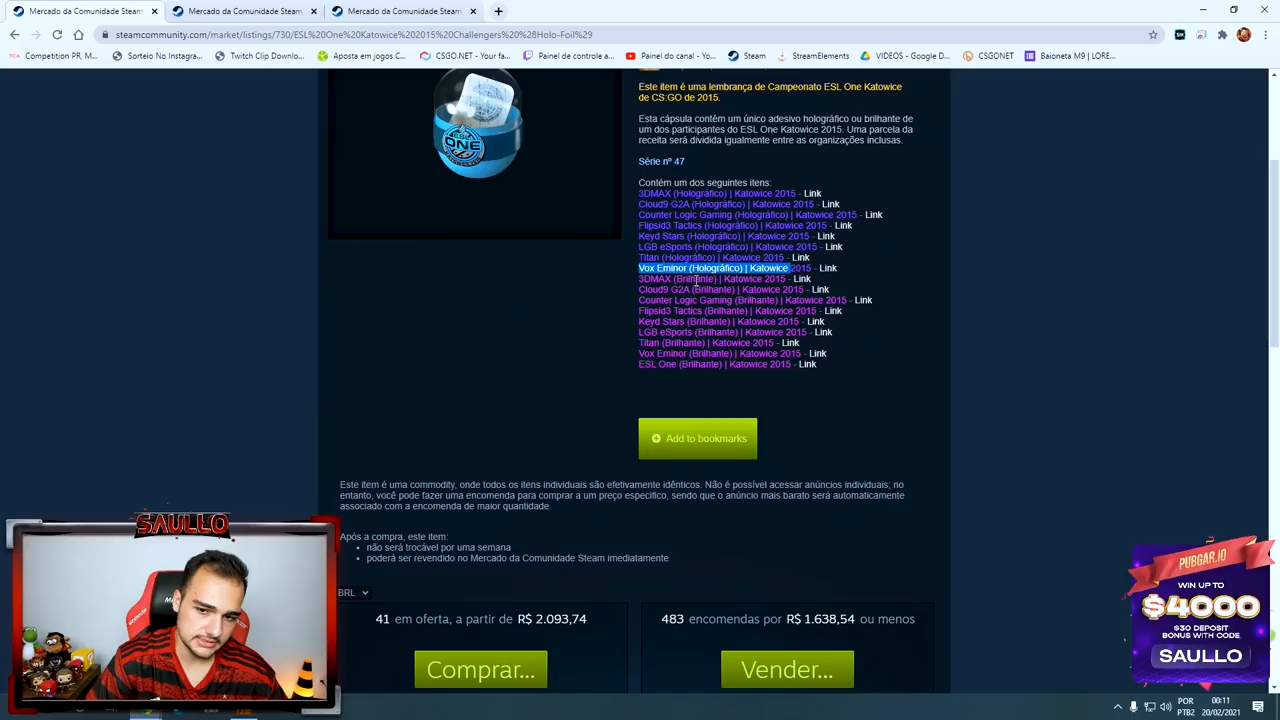 Mercado da Comunidade Steam ::
Mercado da Comunidade Steam ::
Mercado da Comunidade Steam ::
steamcommunity.com/market/listings/730/ESL%20One%20Katowice%202015%20Challengers%20%28Holo-Foil%29
Competition PR, M...
Sorteio No Instagra...
Twitch Clip Downlo...
Aposta em jogos C...
CSGO.NET - Your fa...
Painel de controle a...
Painel do canal - Yo...
Steam
StreamElements
VIDEOS - Google D...
CSGONET
Baioneta M9 | LORE...
Este item é uma lembrança de Campeonato ESL One Katowice
de CS:GO de 2015.
Esta cápsula contém um único adesivo holográfico ou brilhante de
um dos participantes do ESL One Katowice 2015. Uma parcela da
receita será dividida igualmente entre as organizações inclusas.
Série nº 47
Contém um dos seguintes itens:
3DMAX (Holográfico) | Katowice 2015 - Link
Cloud9 G2A (Holográfico) | Katowice 2015 - Link
Counter Logic Gaming (Holográfico) | Katowice 2015 - Link
Flipsid3 Tactics (Holográfico) | Katowice 2015 - Link
Keyd Stars (Holográfico) | Katowice 2015 - Link
LGB eSports (Holográfico) | Katowice 2015 - Link
Titan (Holográfico) | Katowice 2015 - Link
Vox Eminor (Holográfico) | Katowice 2015 - Link
3DMAX (Brilhante) | Katowice 2015 - Link
Cloud9 G2A (Brilhante) | Katowice 2015 - Link
Counter Logic Gaming (Brilhante) | Katowice 2015 - Link
Flipsid3 Tactics (Brilhante) | Katowice 2015 - Link
Keyd Stars (Brilhante) | Katowice 2015 - Link
LGB eSports (Brilhante) | Katowice 2015 - Link
Titan (Brilhante) | Katowice 2015 - Link
Vox Eminor (Brilhante) | Katowice 2015 - Link
ESL One (Brilhante) | Katowice 2015 - Link
ESL
ONE
Add to bookmarks
Este item é uma commodity, onde todos os itens individuais são efetivamente idênticos. Não é possível acessar anúncios individuais; no
entanto, você pode fazer uma encomenda para comprar a um preço específico, sendo que o anúncio mais barato será automaticamente
associado com a encomenda de maior quantidade.
Após a compra, este item:
não será trocável por uma semana
poderá ser revendido no Mercado da Comunidade Steam imediatamente
BRL
41 em oferta, a partir de R$ 2.093,74
Comprar...
483 encomendas por R$ 1.638,54 ou menos
Vender...
SAULLO
PUBGAR.IO
WIN UP TO
$4000
$30 DEPOSIT
BONUS WITH CODE
SAULLO
POR
PTB2
00:11
20/02/2021